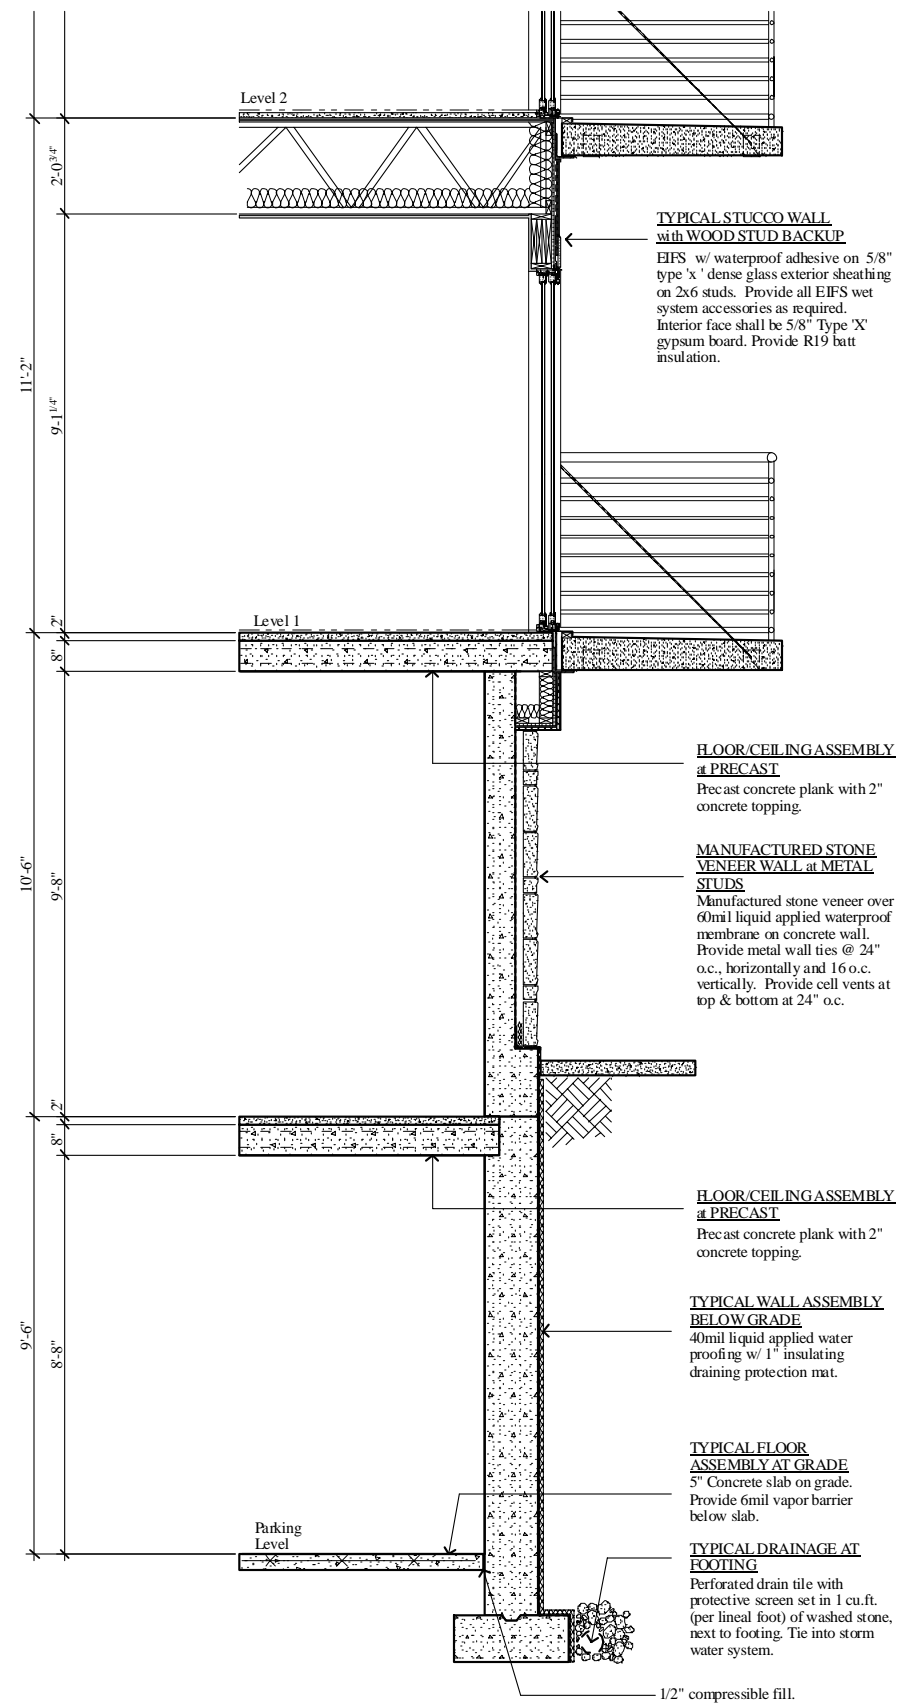 Level 2
2'-0 3/4"
TYPICAL STUCCO WALL
with WOOD STUD BACKUP
EIFS w/ waterproof adhesive on 5/8"
type 'x ' dense glass exterior sheathing
on 2x6 studs. Provide all EIFS wet
system accessories as required.
Interior face shall be 5/8" Type 'X'
gypsum board. Provide R19 batt
insulation.
11'-2"
9'-1 1/4"
Level 1
2"
8"
FLOOR/CEILING ASSEMBLY
at PRECAST
Precast concrete plank with 2"
concrete topping.
MANUFACTURED STONE
VENEER WALL at METAL
STUDS
Manufactured stone veneer over
60mil liquid applied waterproof
membrane on concrete wall.
Provide metal wall ties @ 24"
o.c., horizontally and 16 o.c.
vertically. Provide cell vents at
top & bottom at 24" o.c.
10'-6"
9'-8"
2"
8"
FLOOR/CEILING ASSEMBLY
at PRECAST
Precast concrete plank with 2"
concrete topping.
TYPICAL WALL ASSEMBLY
BELOW GRADE
40mil liquid applied water
proofing w/ 1" insulating
draining protection mat.
9'-6"
8'-8"
TYPICAL FLOOR
ASSEMBLY AT GRADE
5" Concrete slab on grade.
Provide 6mil vapor barrier
below slab.
Parking
Level
TYPICAL DRAINAGE AT
FOOTING
Perforated drain tile with
protective screen set in 1 cu.ft.
(per lineal foot) of washed stone,
next to footing. Tie into storm
water system.
1/2" compressible fill.